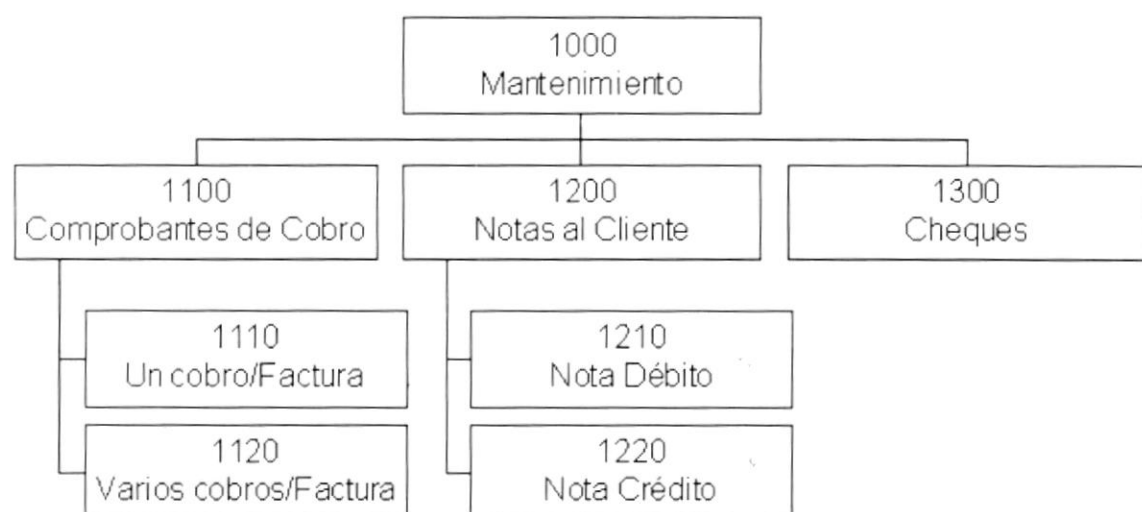 1000
Mantenimiento
1100
Comprobantes de Cobro
1200
Notas al Cliente
1300
Cheques
1110
Un cobro/Factura
1210
Nota Débito
1120
Varios cobros/Factura
1220
Nota Crédito